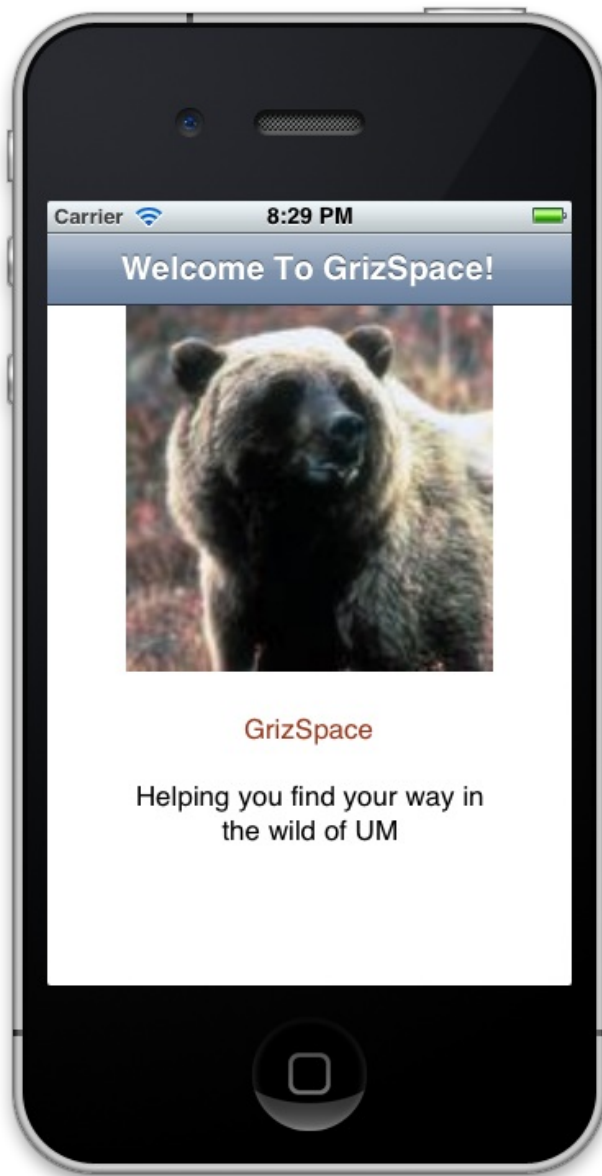 Carrier 8:29 PM
Welcome To GrizSpace!
GrizSpace
Helping you find your way in
the wild of UM